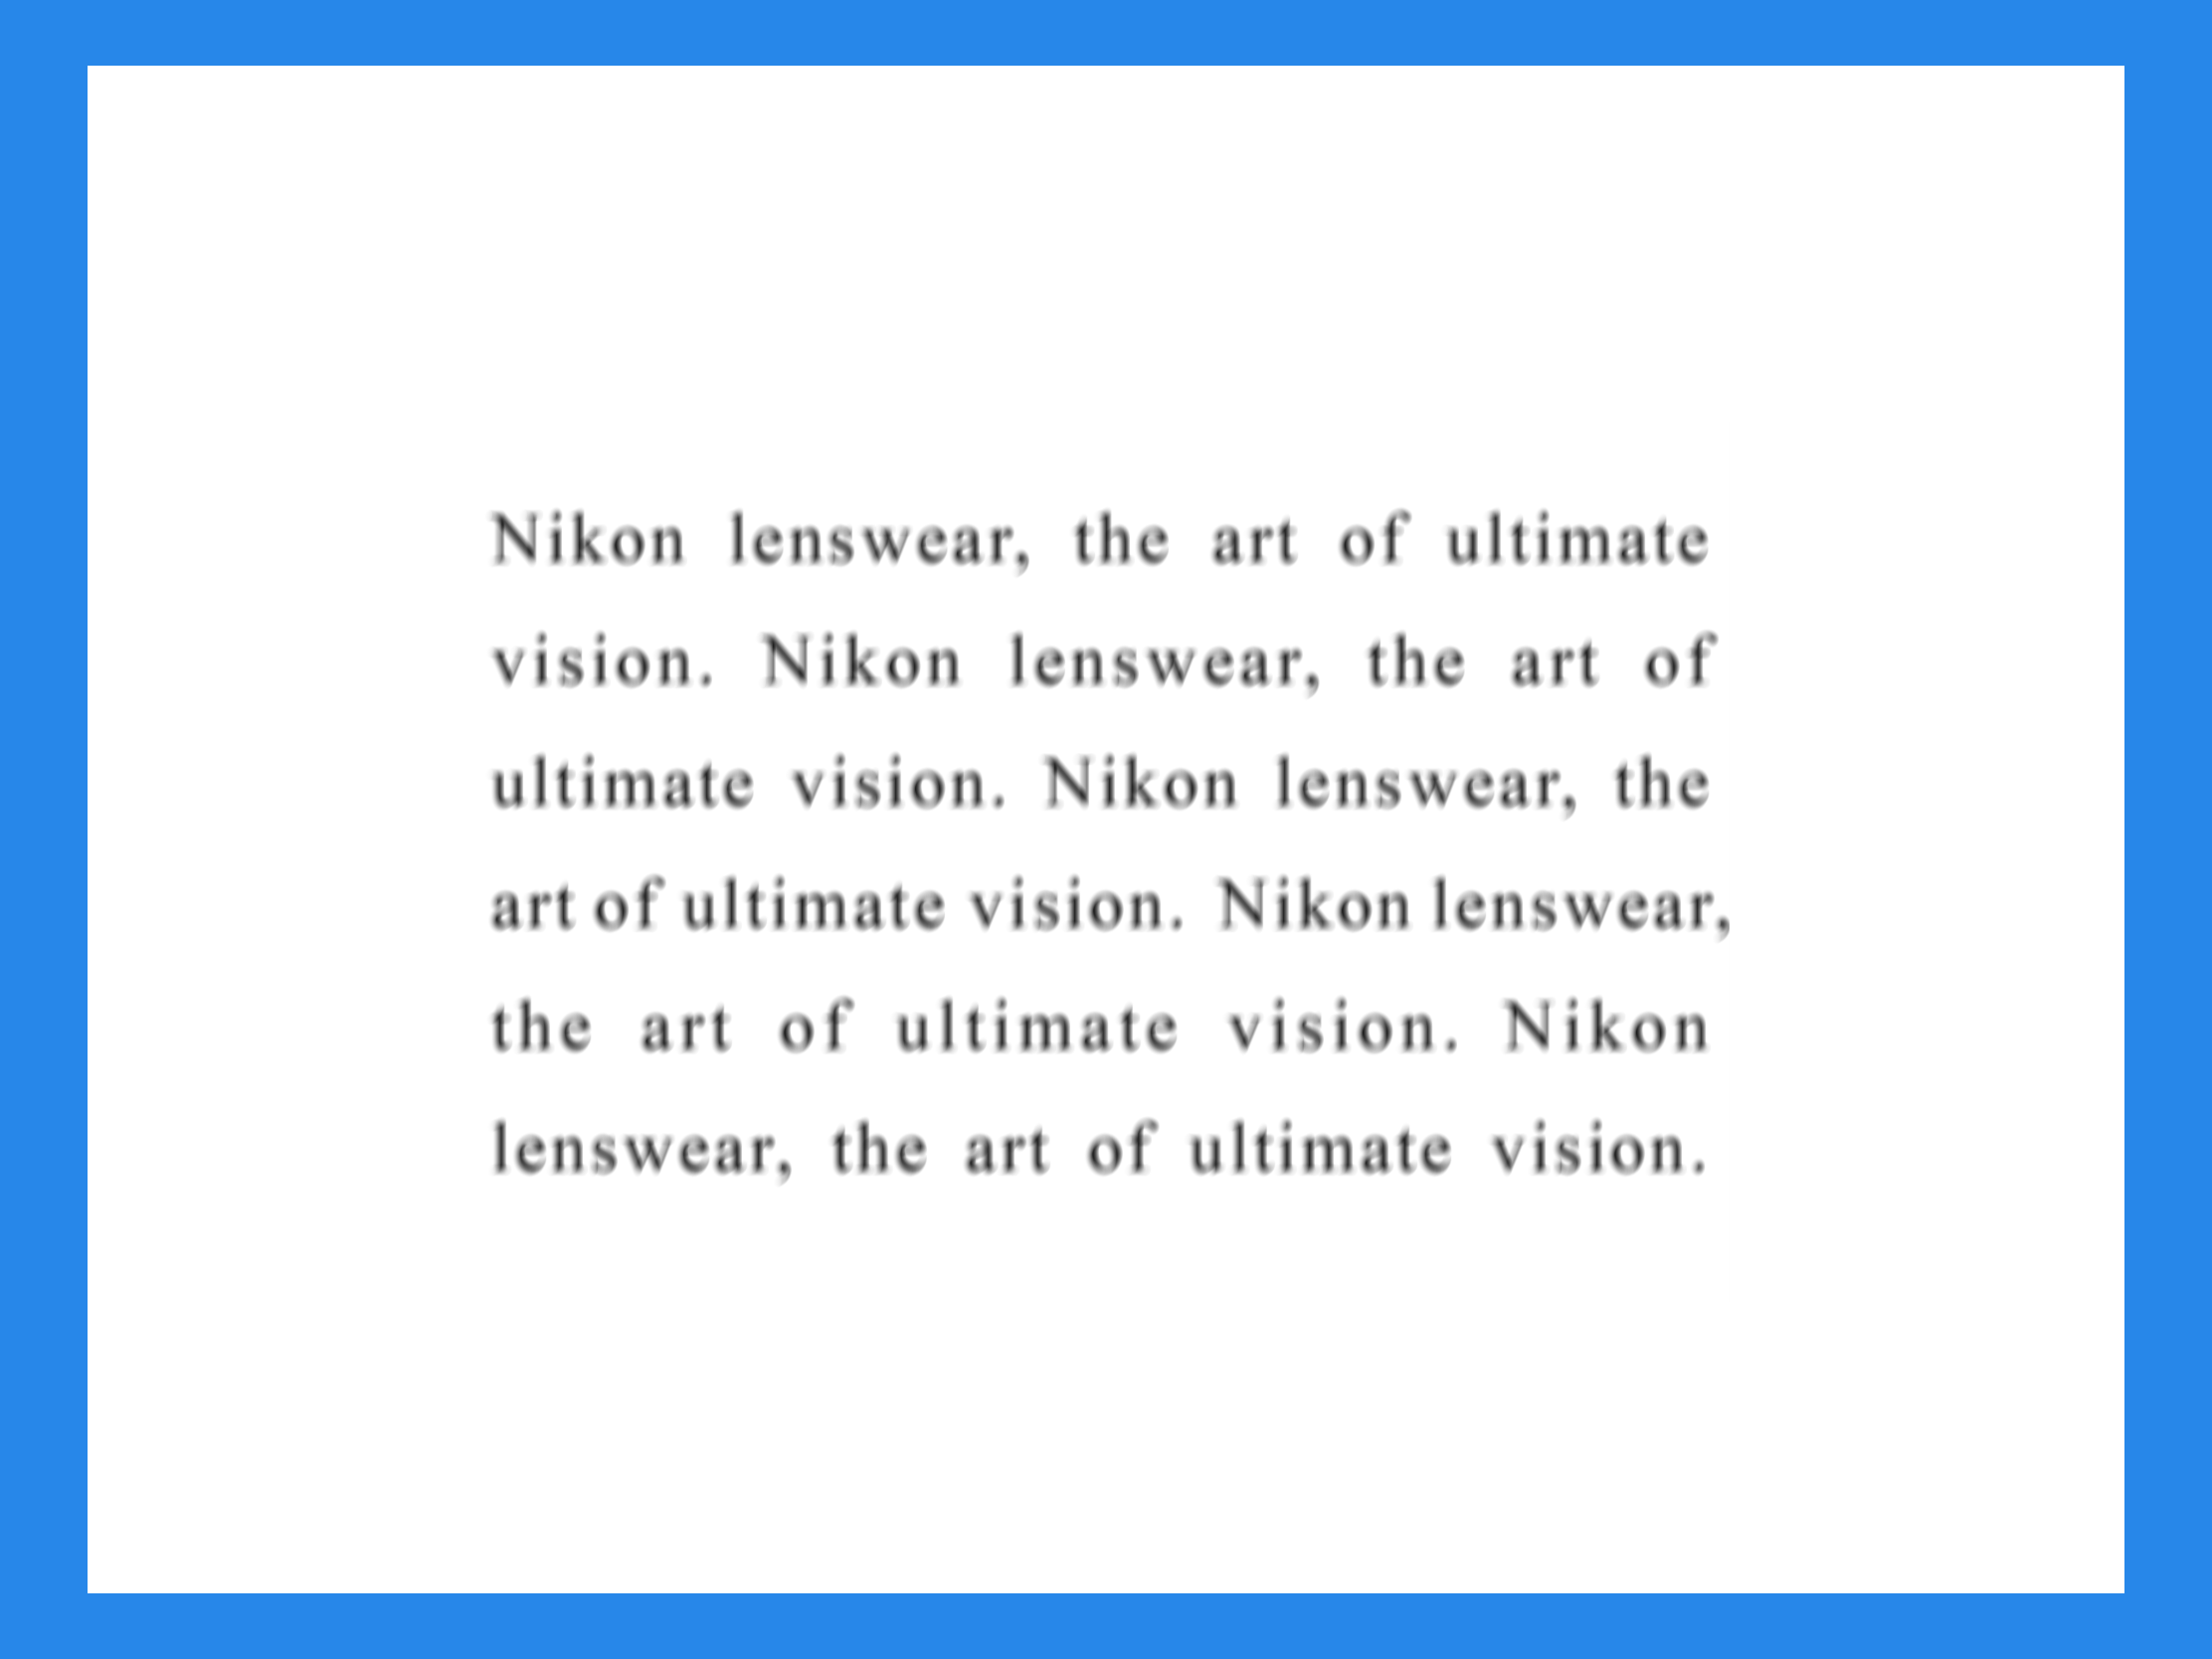 Nikon lenswear, the art of ultimate
vision. Nikon lenswear, the art of
ultimate vision. Nikon lenswear, the
art of ultimate vision. Nikon lenswear,
the art of ultimate vision. Nikon
lenswear, the art of ultimate vision.